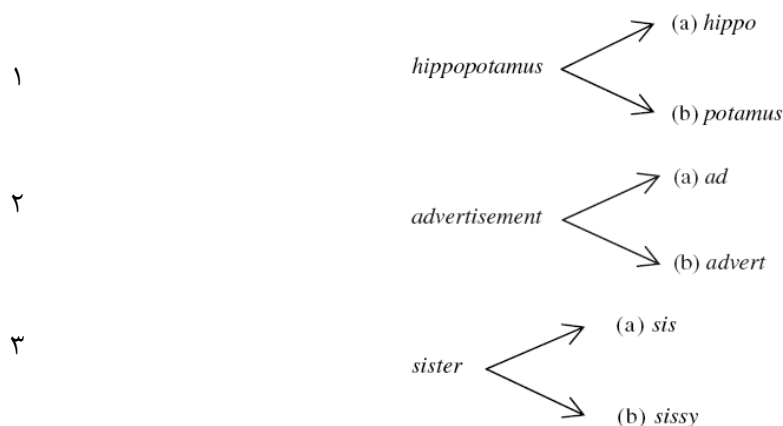 (a) hippo
١ hippopotamus
(b) potamus
(a) ad
٢ advertisement
(b) advert
(a) sis
٣ sister
(b) sissy